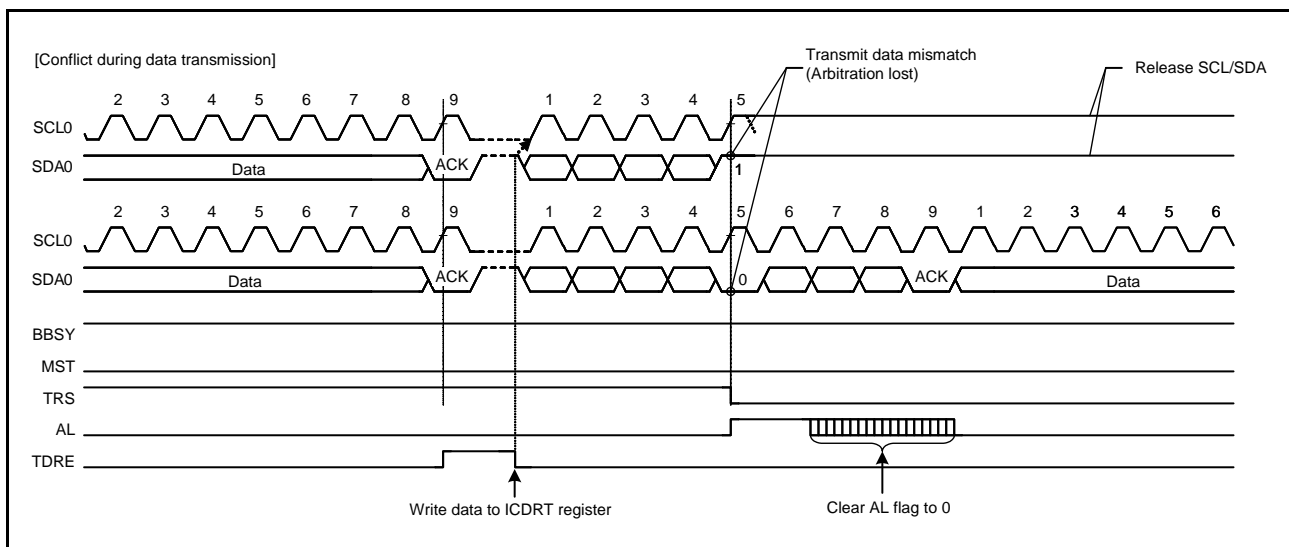 [Conflict during data transmission]
Transmit data mismatch
(Arbitration lost)
Release SCL/SDA
2 3 4 5 6 7 8 9 1 2 3 4 5
SCL0
SDA0 Data ACK 1
2 3 4 5 6 7 8 9 1 2 3 4 5 6 7 8 9 1 2 3 4 5 6
SCL0
SDA0 Data ACK 0 ACK Data
BBSY
MST
TRS
AL
TDRE
Write data to ICDRT register
Clear AL flag to 0